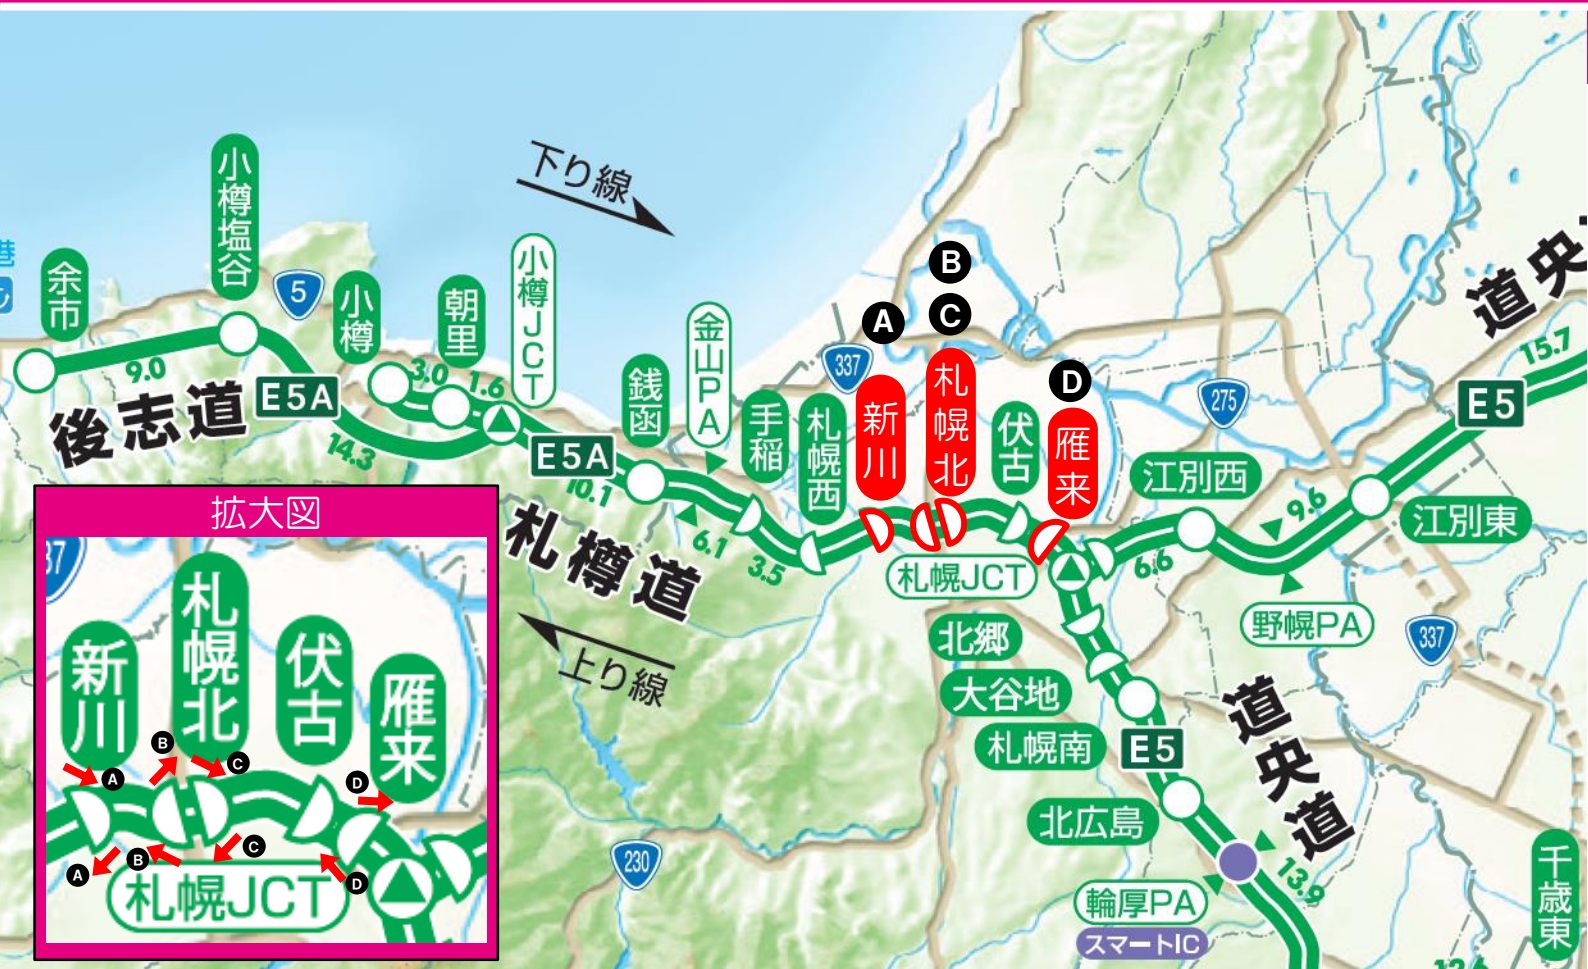 下り線
B
C
A
D
小樽塩谷
余市
港
5
小樽
朝里
小樽JCT
金山PA
銭函
手稲
札幌西
337
新川
札幌北
伏古
雁来
275
道央
15.7
E5
9.0
3.0
1.6
後志道
E5A
14.3
E5A
10.1
6.1
3.5
札樽道
札幌JCT
江別西
江別東
9.6
6.6
野幌PA
337
北郷
大谷地
札幌南
E5
道央道
北広島
13.9
輪厚PA
スマートIC
千歳東
上り線
230
拡大図
37
新川
札幌北
伏古
雁来
A
B
C
D
A
B
C
D
札幌JCT